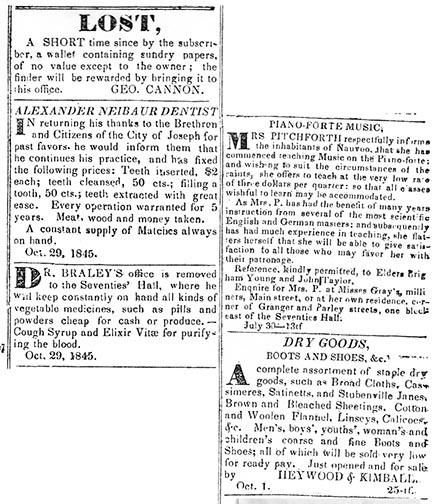 LOST,
A SHORT time since by the subscri-
ber, a wallet containing sundry papers,
of no value except to the owner; the
finder will be rewarded by bringing it to
this office. GEO. CANNON.
ALEXANDER NEIBAUR DENTIST
IN returning his thanks to the Brethron
and Citizens of the City of Joseph for
past favors. he would inform them that
he continues his practice, and has fixed
the following prices: Teeth inserted, $2
each; teeth cleansed, 50 cts.; filling a
tooth, 50 cts.; teeth extracted with great
ease. Every operation warranted for 5
years. Meat, wood and money taken.
A constant supply of Matches always
on hand.
Oct. 29, 1845.
DR. BRALEY'S office is removed
to the Seventies' Hall, where he
will keep constantly on hand all kinds of
vegetable medicines, such as pills and
powders cheap for cash or produce.—
Cough Syrup and Elixir Vitæ for purify-
ing the blood.
Oct. 29, 1845.
PIANO-FORTE MUSIC,
MRS PITCHFORTH respectfully informs
the inhabitants of Nauvoo, that she has
commenced teaching Music on the Piano-forte;
and wishing to suit the circumstances of the
saints, she offers to teach at the very low rate
of three dollars per quarter: so that all classes
wishful to learn may be accommodated.
As Mrs. P. has had the benefit of many years
instruction from several of the most scientific
English and German masters; and subsequently
has had much experience in teaching, she flat-
ters herself that she will be able to give satis-
faction to all those who may favor her with
their patronage.
Reference, kindly permitted, to Elders Brig
ham Young and John Taylor.
Enquire for Mrs. P. at Misses Gray's, milli
ners, Main street, or at her own residence, cor-
ner of Granger and Parley streets, one block
east of the Seventies Hall.
July 30—13tf
DRY GOODS,
BOOTS AND SHOES, &c.
A complete assortment of staple dry
goods, such as Broad Cloths, Cas-
simeres, Satinetts, and Stubenville Janes,
Brown and Bleached Sheetings. Cotton
and Woolen Flannel, Linseys, Calicoes,
&c. Men's, boys', youths', woman's and
children's coarse and fine Boots and
Shoes; all of which will be sold very low
for ready pay. Just opened and for sale
by HEYWOOD & KIMBALL.
Oct. 1. 25-tf.